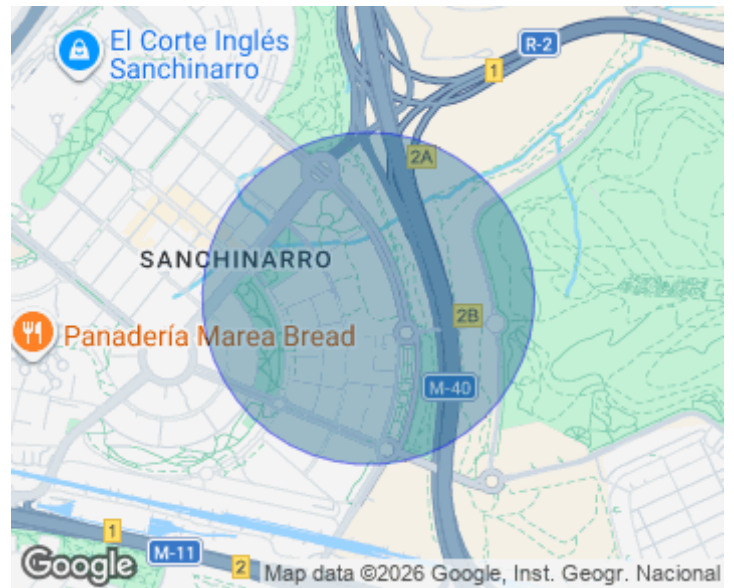 El Corte Inglés
Sanchinarro
R-2
1
2A
SANCHINARRO
2B
Panadería Marea Bread
M-40
1
M-11
2
Google
Map data ©2026 Google, Inst. Geogr. Nacional